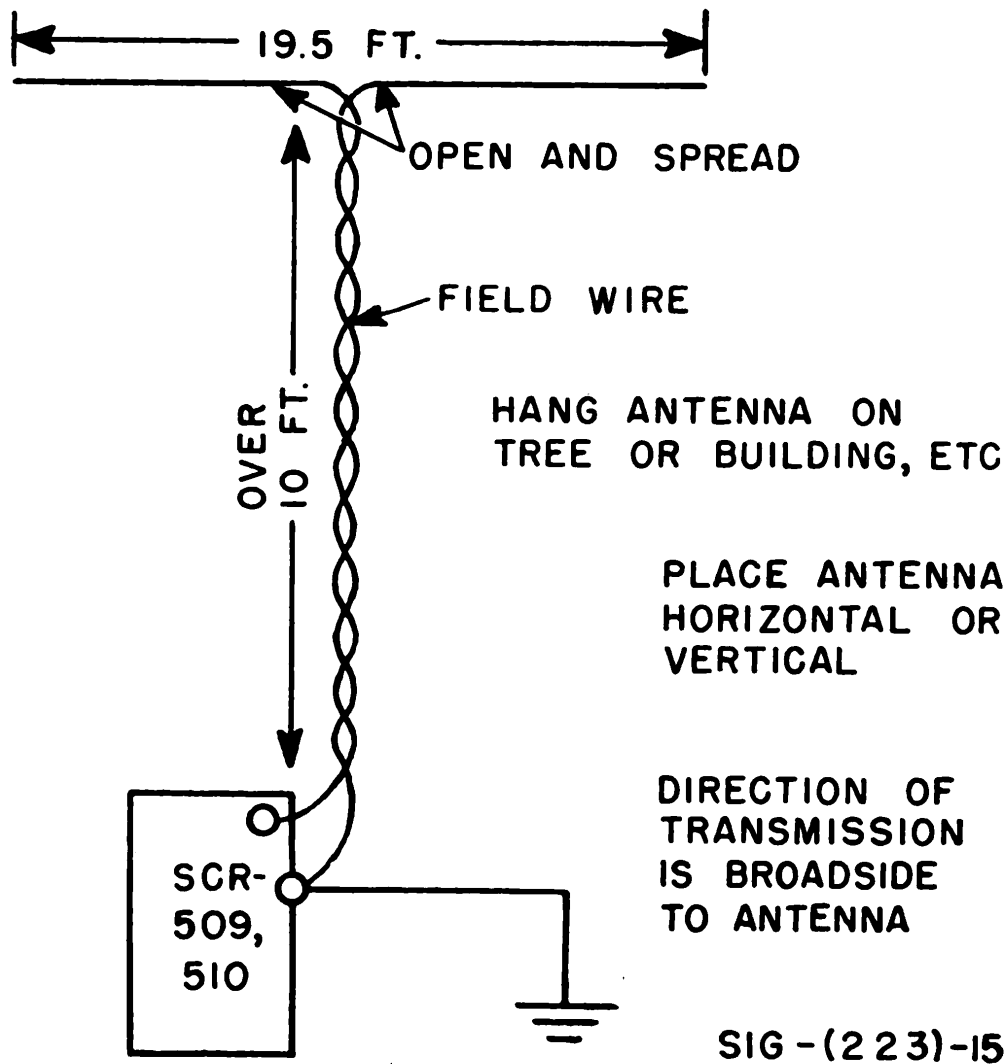 19.5 FT.
OPEN AND SPREAD
FIELD WIRE
OVER
10 FT.
HANG ANTENNA ON
TREE OR BUILDING, ETC
PLACE ANTENNA
HORIZONTAL OR
VERTICAL
DIRECTION OF
TRANSMISSION
IS BROADSIDE
TO ANTENNA
SCR-
509,
510
SIG-(223)-15